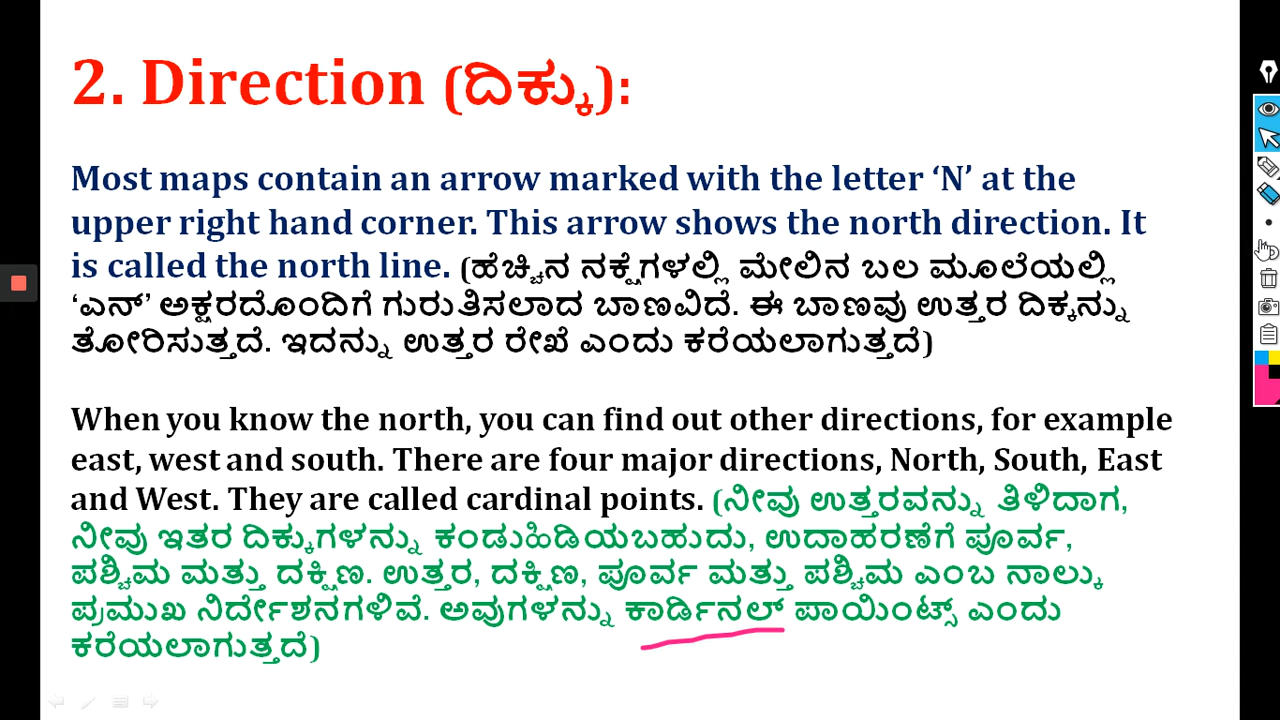 2. Direction (ದಿಕ್ಕು):
Most maps contain an arrow marked with the letter ‘N’ at the
upper right hand corner. This arrow shows the north direction. It
is called the north line. (ಹೆಚ್ಚಿನ ನಕ್ಷೆಗಳಲ್ಲಿ ಮೇಲಿನ ಬಲ ಮೂಲೆಯಲ್ಲಿ
‘ಎನ್’ ಅಕ್ಷರದೊಂದಿಗೆ ಗುರುತಿಸಲಾದ ಬಾಣವಿದೆ. ಈ ಬಾಣವು ಉತ್ತರ ದಿಕ್ಕನ್ನು
ತೋರಿಸುತ್ತದೆ. ಇದನ್ನು ಉತ್ತರ ರೇಖೆ ಎಂದು ಕರೆಯಲಾಗುತ್ತದೆ)
When you know the north, you can find out other directions, for example
east, west and south. There are four major directions, North, South, East
and West. They are called cardinal points. (ನೀವು ಉತ್ತರವನ್ನು ತಿಳಿದಾಗ,
ನೀವು ಇತರ ದಿಕ್ಕುಗಳನ್ನು ಕಂಡುಹಿಡಿಯಬಹುದು, ಉದಾಹರಣೆಗೆ ಪೂರ್ವ,
ಪಶ್ಚಿಮ ಮತ್ತು ದಕ್ಷಿಣ. ಉತ್ತರ, ದಕ್ಷಿಣ, ಪೂರ್ವ ಮತ್ತು ಪಶ್ಚಿಮ ಎಂಬ ನಾಲ್ಕು
ಪ್ರಮುಖ ನಿರ್ದೇಶನಗಳಿವೆ. ಅವುಗಳನ್ನು ಕಾರ್ಡಿನಲ್ ಪಾಯಿಂಟ್ಸ್ ಎಂದು
ಕರೆಯಲಾಗುತ್ತದೆ)